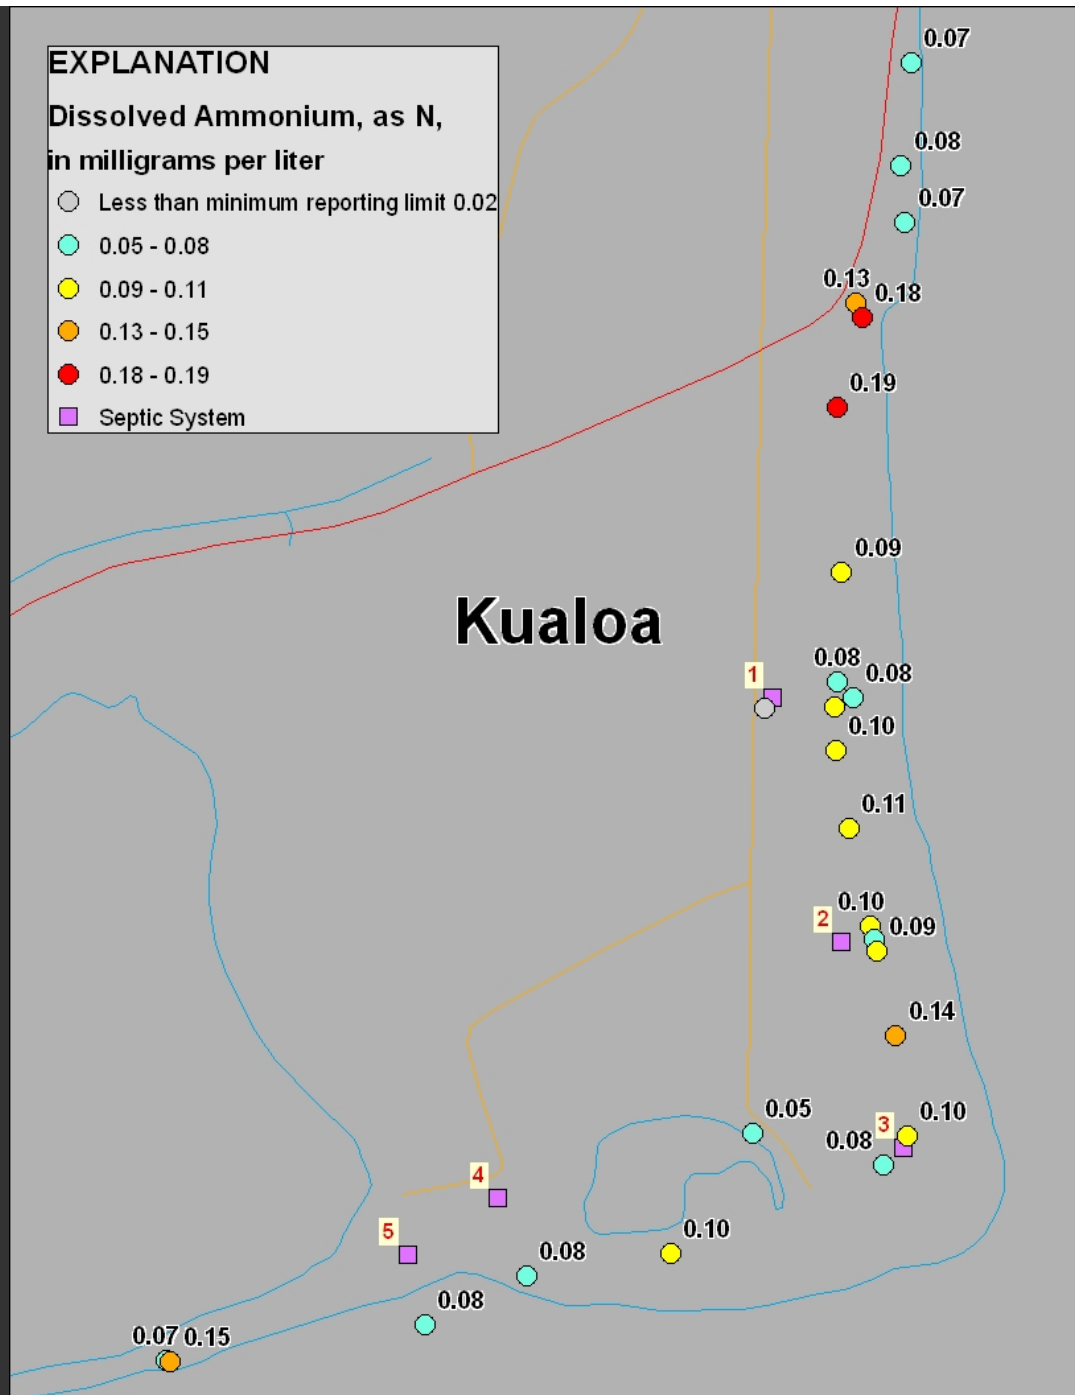 EXPLANATION
Dissolved Ammonium, as N,
in milligrams per liter
Less than minimum reporting limit 0.02
0.05 - 0.08
0.09 - 0.11
0.13 - 0.15
0.18 - 0.19
Septic System
0.07
0.08
0.07
0.13
0.18
0.19
0.09
Kualoa
0.08
0.08
1
0.10
0.11
0.10
2
0.09
0.14
0.05
0.10
3
0.08
4
5
0.10
0.08
0.08
0.07
0.15